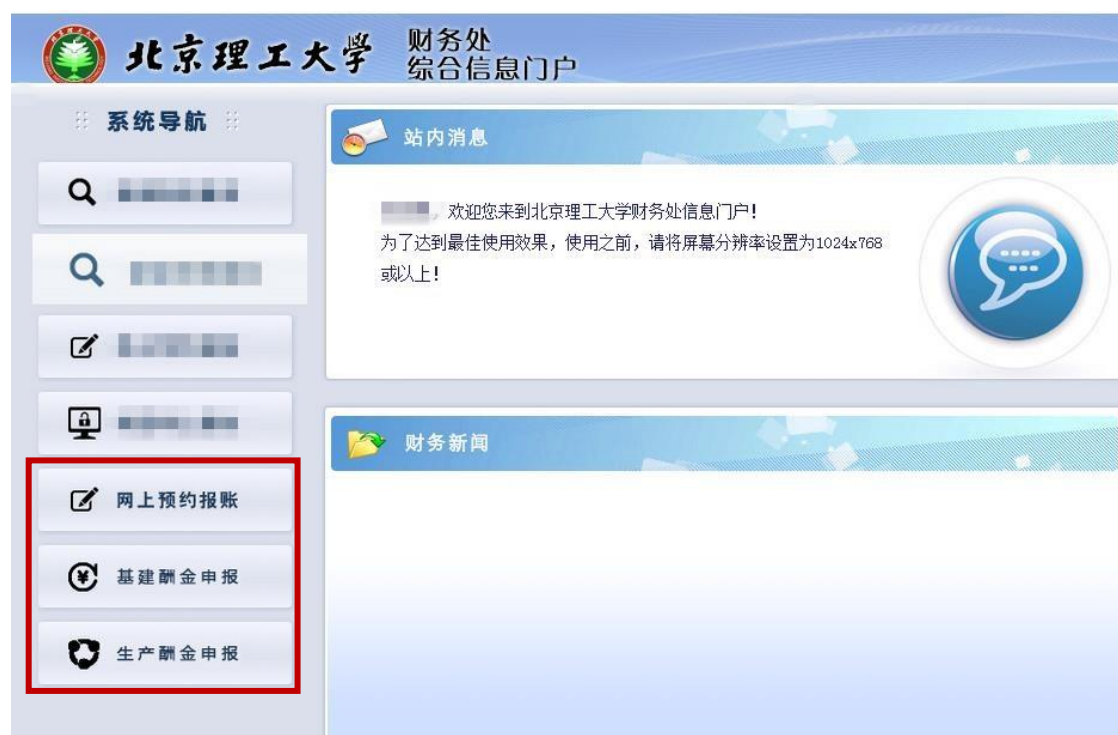 北京理工大學
财务处
综合信息门户
系统导航
站内消息
，欢迎您来到北京理工大学财务处信息门户！
为了达到最佳使用效果，使用之前，请将屏幕分辨率设置为1024x768
或以上！
财务新闻
网上预约报账
基建酬金申报
生产酬金申报